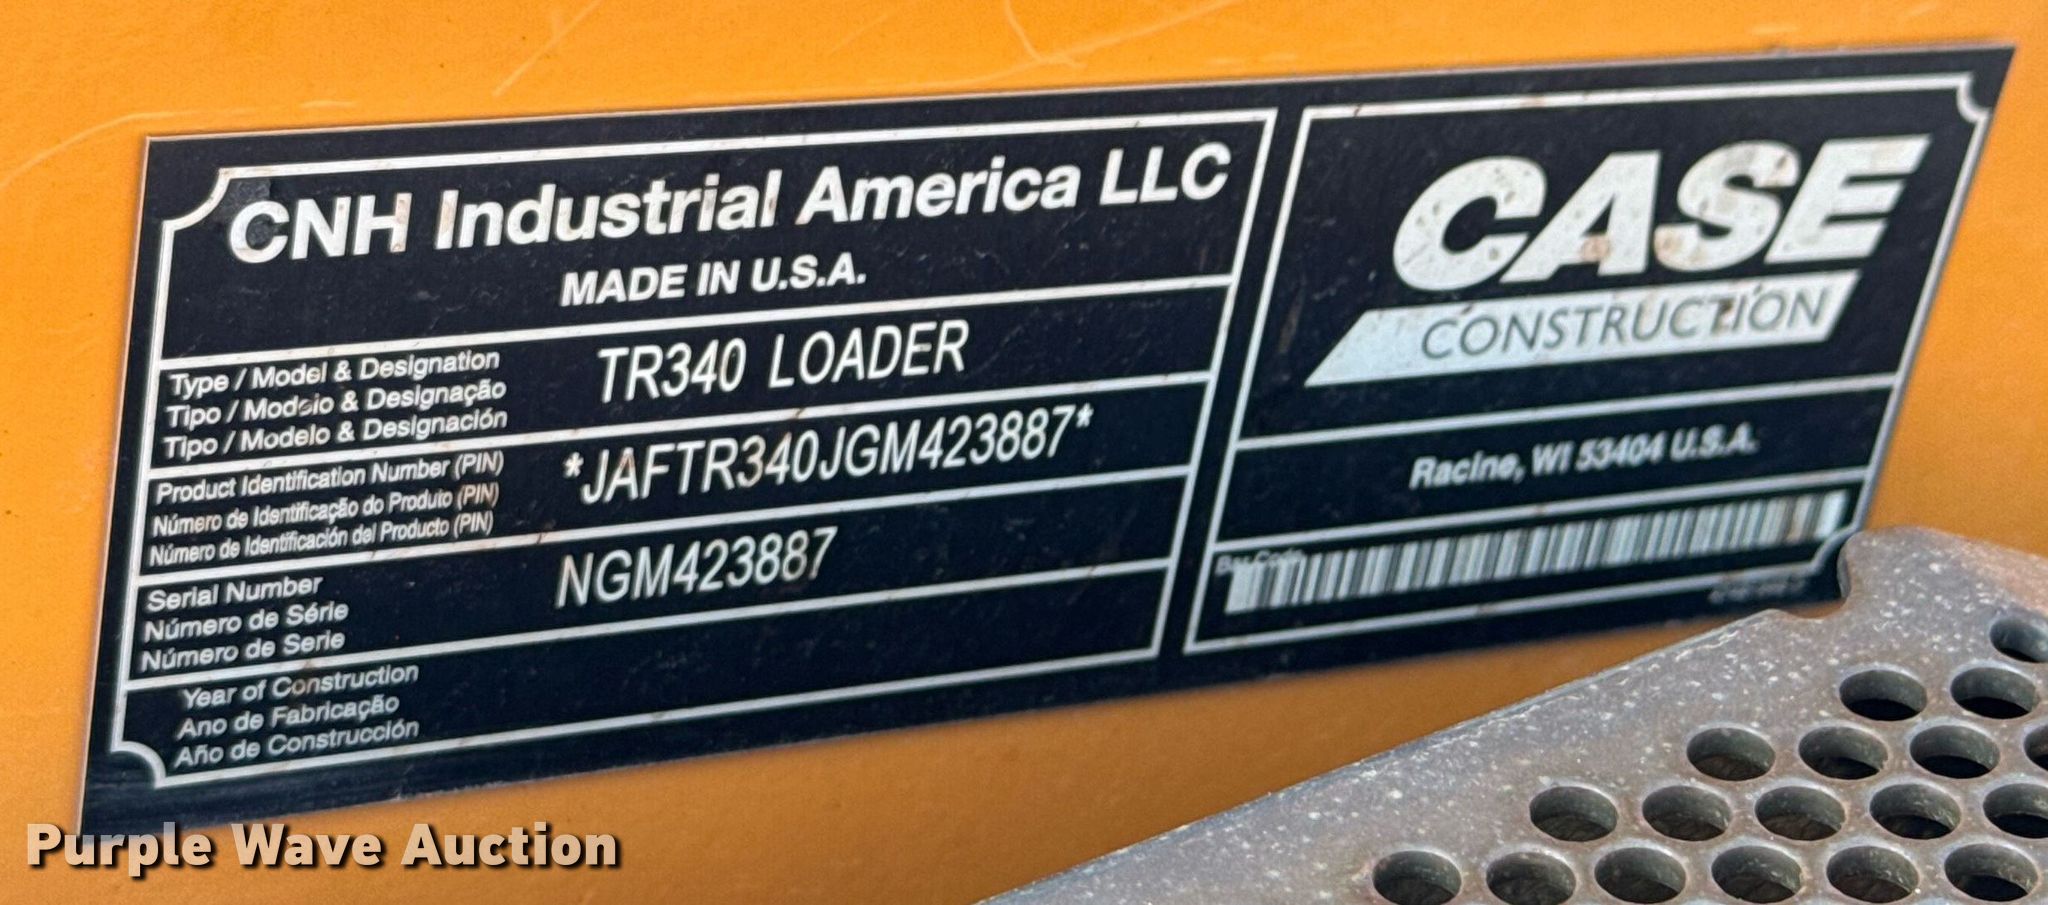 CNH Industrial America LLC
MADE IN U.S.A.
Type / Model & Designation
Tipo / Modelo & Designação
Tipo / Modelo & Designación
TR340 LOADER
Product Identification Number (PIN)
Número de Identificação do Produto (PIN)
Número de Identificación del Producto (PIN)
*JAFTR340JGM423887*
Serial Number
Número de Série
Número de Serie
NGM423887
Year of Construction
Ano de Fabricação
Año de Construcción
CASE
CONSTRUCTION
Racine, WI 53404 U.S.A.
Bar Code
Purple Wave Auction